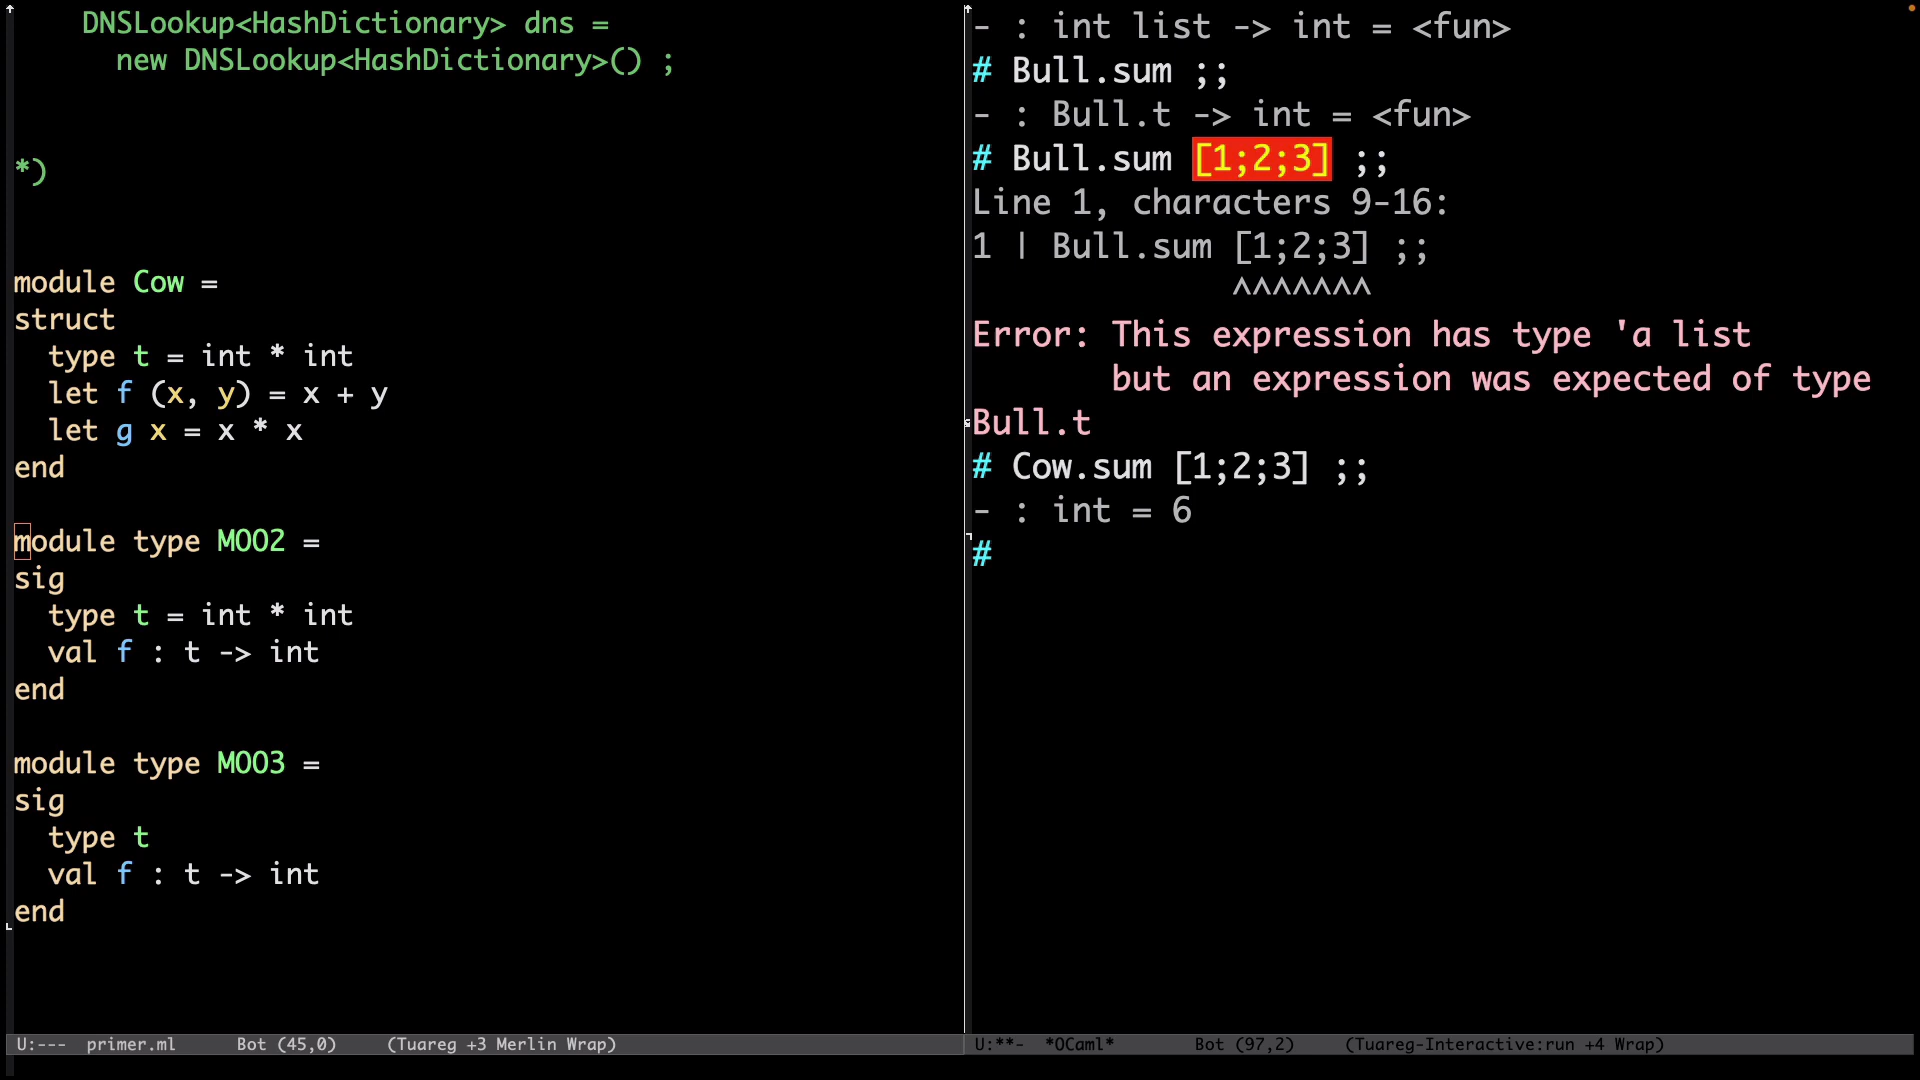 DNSLookup<HashDictionary> dns =
new DNSLookup<HashDictionary>() ;
*)
module Cow =
struct
type t = int * int
let f (x, y) = x + y
let g x = x * x
end
module type MOO2 =
sig
type t = int * int
val f : t -> int
end
module type MOO3 =
sig
type t
val f : t -> int
end
U:--- primer.ml Bot (45,0) (Tuareg +3 Merlin Wrap)
- : int list -> int = <fun>
# Bull.sum ;;
- : Bull.t -> int = <fun>
# Bull.sum [1;2;3] ;;
Line 1, characters 9-16:
1 | Bull.sum [1;2;3] ;;
^^^^^^^
Error: This expression has type 'a list
but an expression was expected of type
Bull.t
# Cow.sum [1;2;3] ;;
- : int = 6
#
U:**- *OCaml* Bot (97,2) (Tuareg-Interactive:run +4 Wrap)